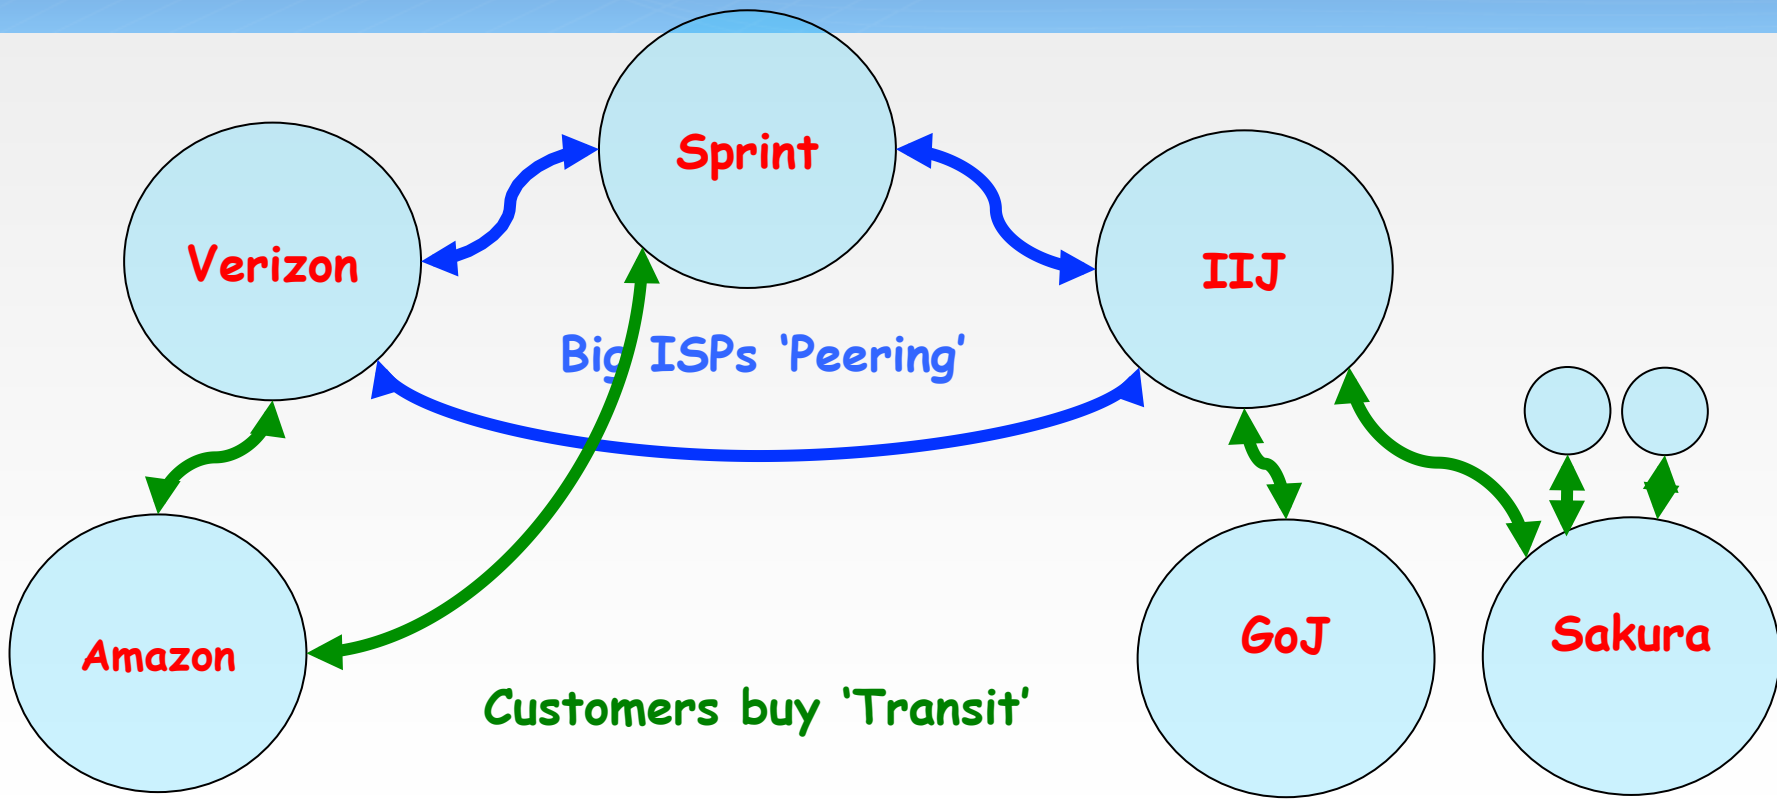 Sprint
Verizon
IIJ
Big ISPs ‘Peering’
GoJ
Sakura
Amazon
Customers buy ‘Transit’